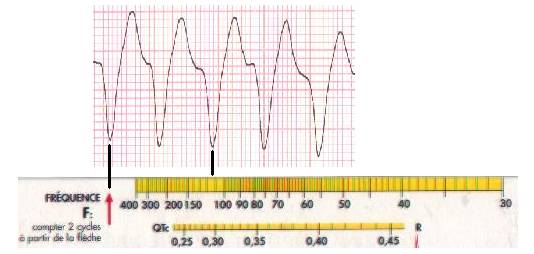 FRÉQUENCE
F:
compter 2 cycles
à partir de la flèche
400 300 200 150 100 90 80 70 60 50 40 30
QTc
0,25 0,30 0,35 0,40 0,45
R